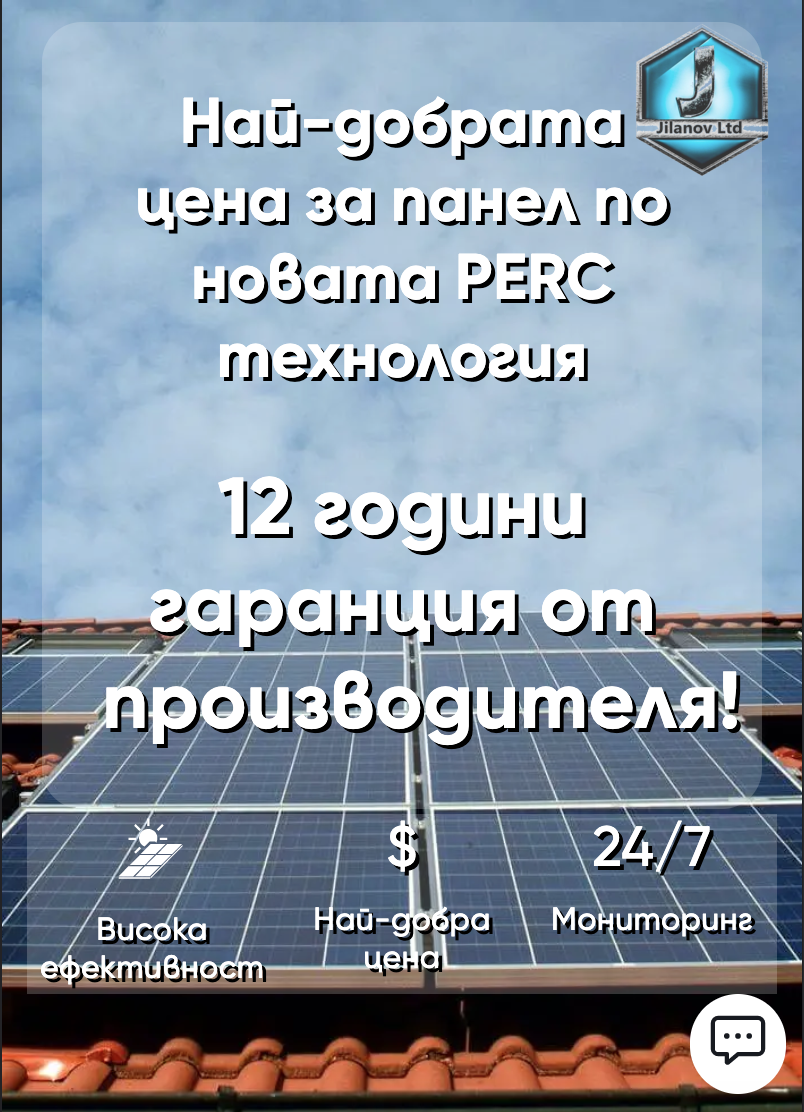 Най-добрата
Jilanov Ltd
цена за панел по
новата PERC
технология
12 години
гаранция от
производителя!
$
24/7
Висока
ефективност
Най-добра
цена
Мониторинг